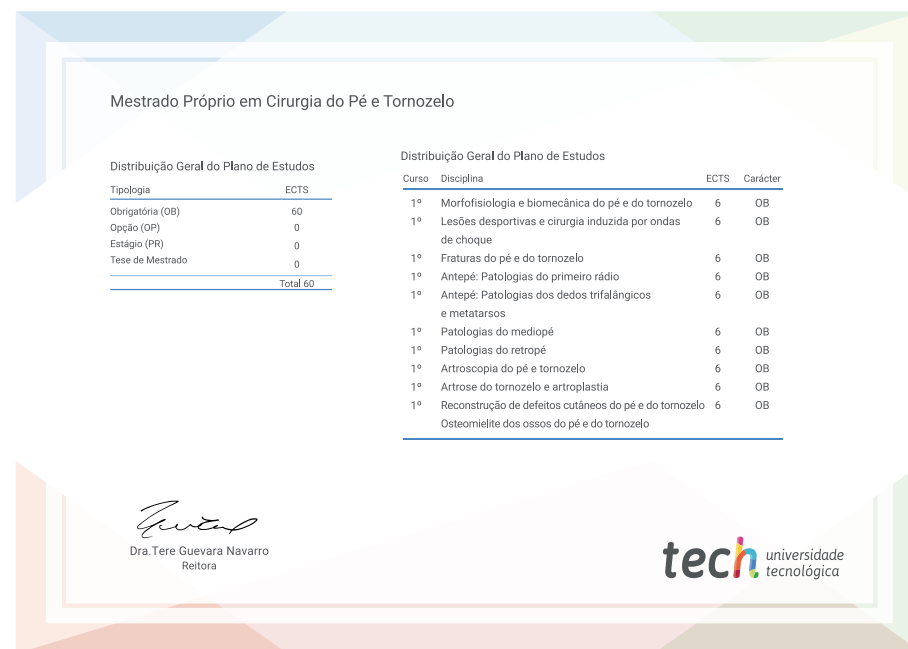 Mestrado Próprio em Cirurgia do Pé e Tornozelo
Distribuição Geral do Plano de Estudos
Tipologia ECTS
Obrigatória (OB) 60
Opção (OP) 0
Estágio (PR) 0
Tese de Mestrado 0
Total 60
Distribuição Geral do Plano de Estudos
Curso Disciplina ECTS Carácter
1º Morfofisiologia e biomecânica do pé e do tornozelo 6 OB
1º Lesões desportivas e cirurgia induzida por ondas 6 OB
de choque
1º Fraturas do pé e do tornozelo 6 OB
1º Antepé: Patologias do primeiro rádio 6 OB
1º Antepé: Patologias dos dedos trifalângicos 6 OB
e metatarsos
1º Patologias do mediopé 6 OB
1º Patologias do retropé 6 OB
1º Artroscopia do pé e tornozelo 6 OB
1º Artrose do tornozelo e artroplastia 6 OB
1º Reconstrução de defeitos cutâneos do pé e do tornozelo 6 OB
Osteomielite dos ossos do pé e do tornozelo
Dra.Tere Guevara Navarro
Reitora
tech universidade
tecnológica